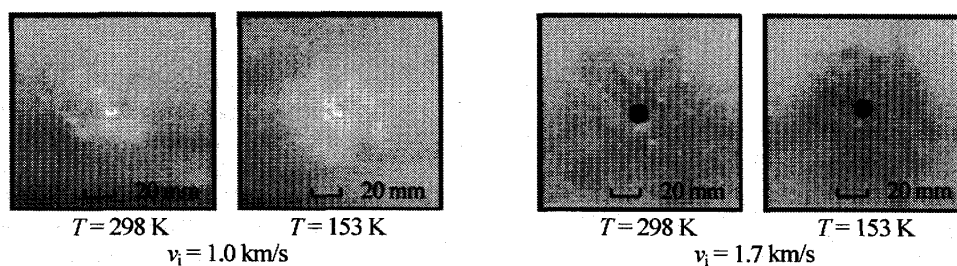 20 mm 20 mm 20 mm 20 mm
T = 298 K T = 153 K T = 298 K T = 153 K
v_i = 1.0 km/s v_i = 1.7 km/s